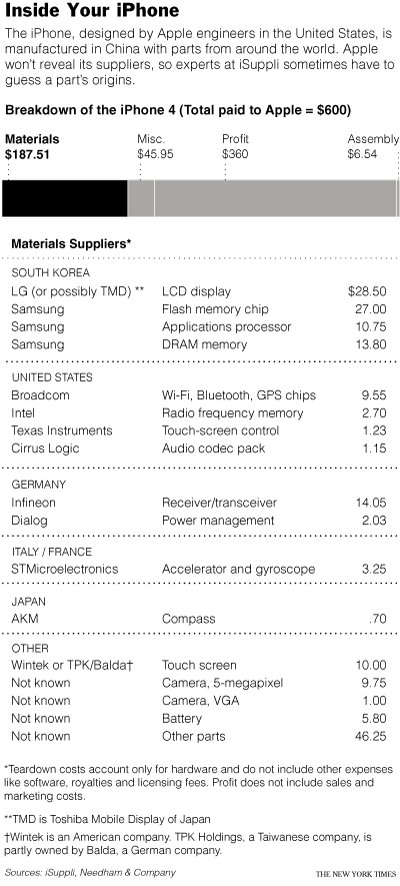 Inside Your iPhone
The iPhone, designed by Apple engineers in the United States, is
manufactured in China with parts from around the world. Apple
won't reveal its suppliers, so experts at iSuppli sometimes have to
guess a part's origins.
Breakdown of the iPhone 4 (Total paid to Apple = $600)
Materials Misc. Profit Assembly
$187.51 $45.95 $360 $6.54
Materials Suppliers*
SOUTH KOREA
LG (or possibly TMD) ** LCD display $28.50
Samsung Flash memory chip 27.00
Samsung Applications processor 10.75
Samsung DRAM memory 13.80
UNITED STATES
Broadcom Wi-Fi, Bluetooth, GPS chips 9.55
Intel Radio frequency memory 2.70
Texas Instruments Touch-screen control 1.23
Cirrus Logic Audio codec pack 1.15
GERMANY
Infineon Receiver/transceiver 14.05
Dialog Power management 2.03
ITALY / FRANCE
STMicroelectronics Accelerator and gyroscope 3.25
JAPAN
AKM Compass .70
OTHER
Wintek or TPK/Balda† Touch screen 10.00
Not known Camera, 5-megapixel 9.75
Not known Camera, VGA 1.00
Not known Battery 5.80
Not known Other parts 46.25
*Teardown costs account only for hardware and do not include other expenses
like software, royalties and licensing fees. Profit does not include sales and
marketing costs.
**TMD is Toshiba Mobile Display of Japan
†Wintek is an American company. TPK Holdings, a Taiwanese company, is
partly owned by Balda, a German company.
Sources: iSuppli, Needham & Company THE NEW YORK TIMES